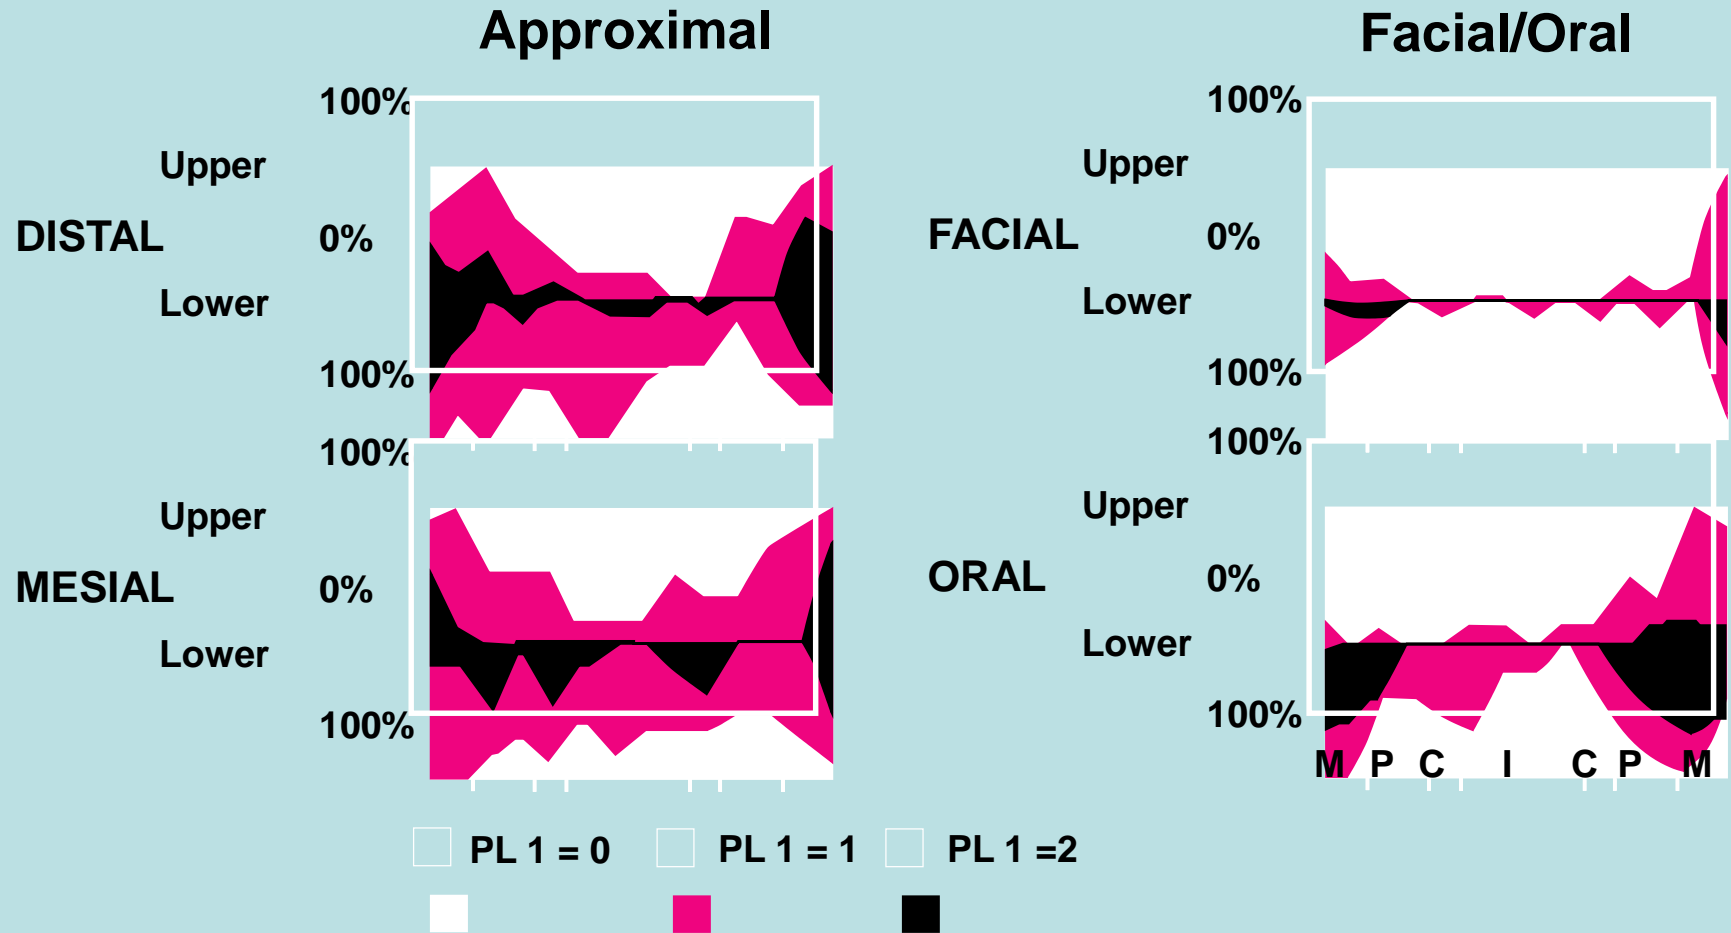 Approximal
Facial/Oral
100%
Upper
DISTAL
0%
Lower
100%
100%
Upper
FACIAL
0%
Lower
100%
100%
Upper
MESIAL
0%
Lower
100%
100%
Upper
ORAL
0%
Lower
100%
M P C I C P M
PL 1 = 0 PL 1 = 1 PL 1 =2